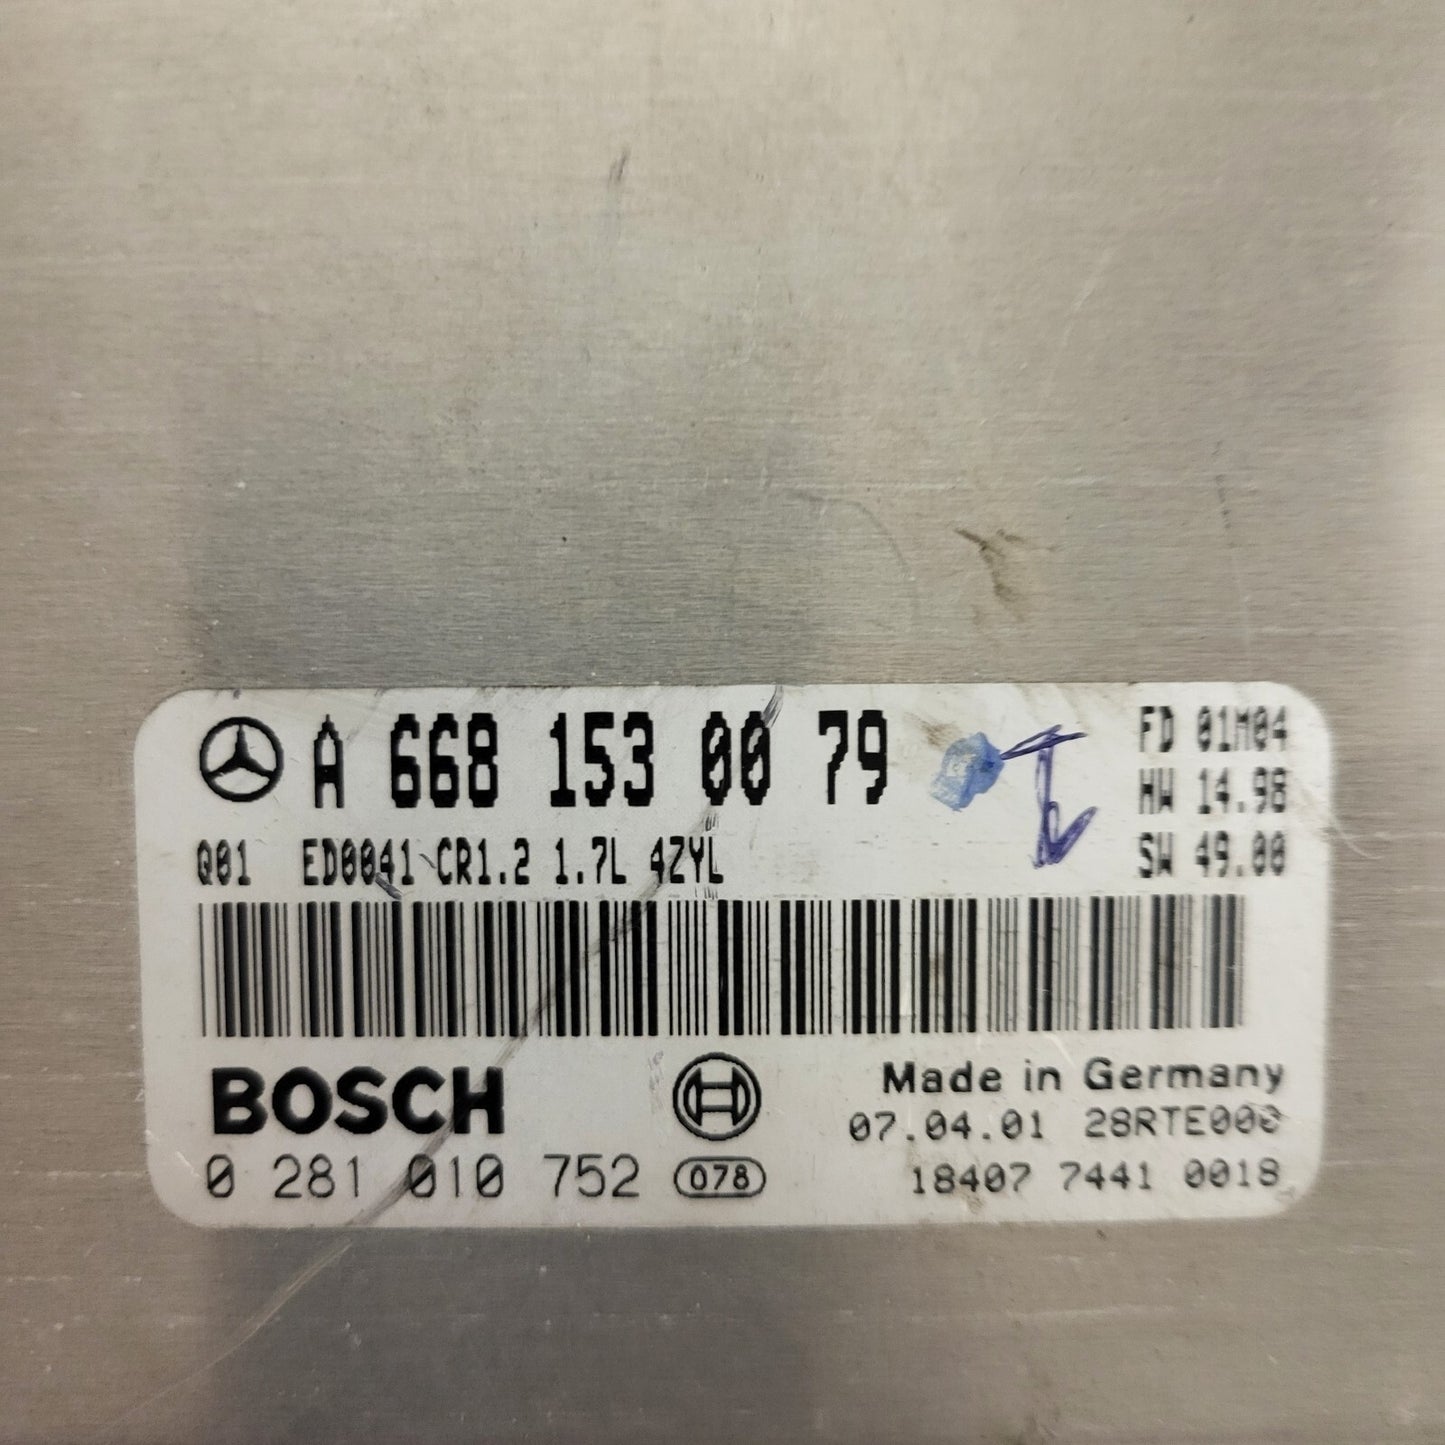 A 668 153 00 79
FD 01M04
HW 14.98
SW 49.00
Q01 ED0041 CR1.2 1.7L 4ZYL
BOSCH
Made in Germany
07.04.01 28RTE000
0 281 010 752 078
18407 7441 0018